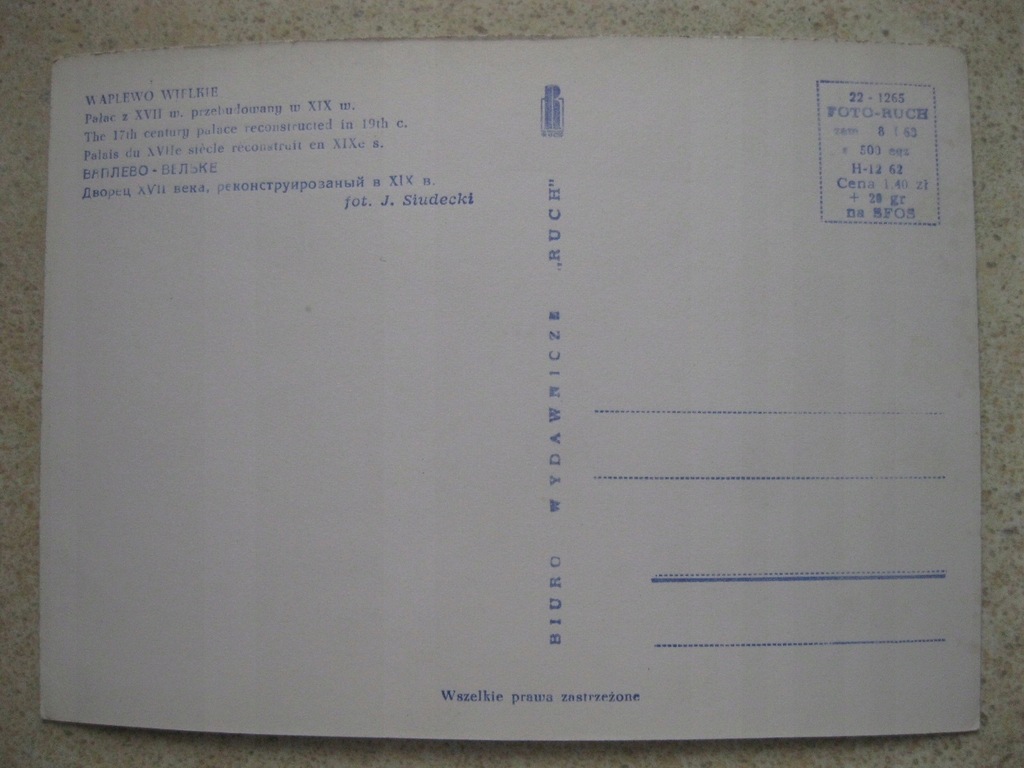 WAPLEWO WIELKIE
Pałac z XVII w. przebudowany w XIX w.
The 17th century palace reconstructed in 19th c.
Palais du XVIIe siècle réconstruit en XIXe s.
ВАПЛЕВО - ВЕЛЬКЕ
Дворец XVII века, реконструированый в XIX в.
fot. J. Siudecki
RUCH
BIURO WYDAWNICZE „RUCH"
22 - 1265
FOTO-RUCH
zam 8 I 63
500 egz
H-12 62
Cena 1,40 zł
+ 20 gr
na SFOS
Wszelkie prawa zastrzeżone